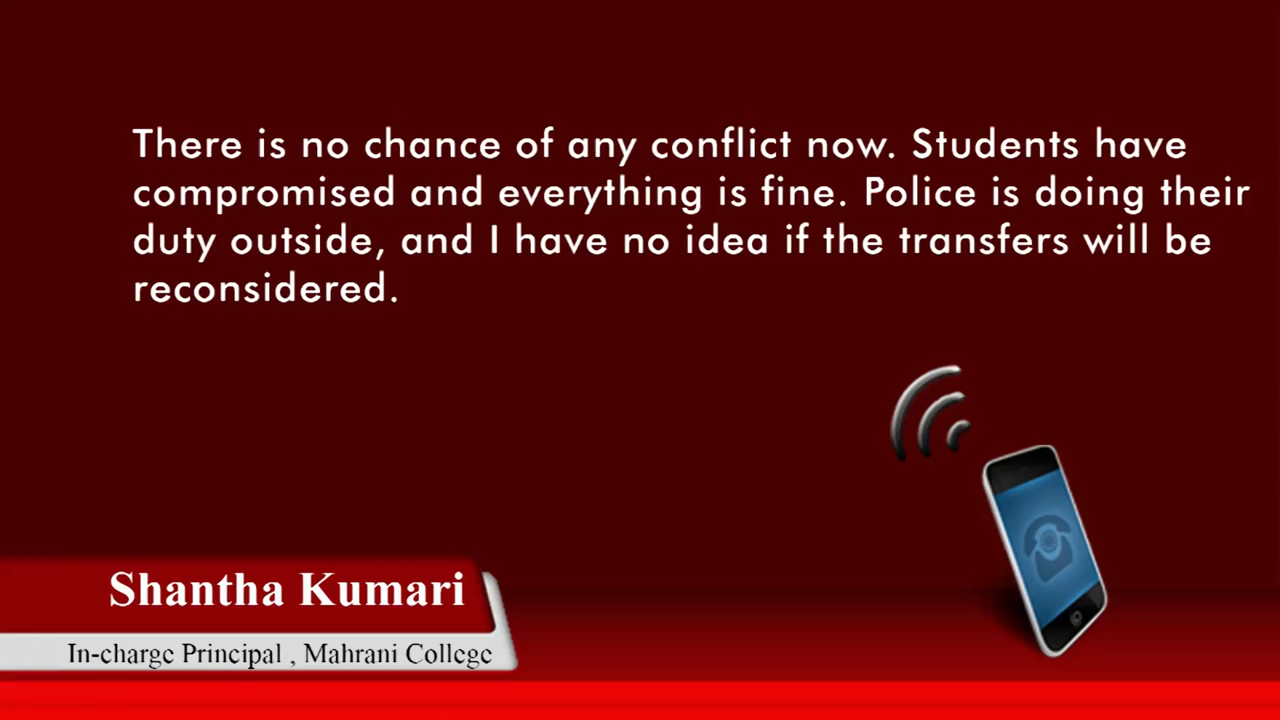 There is no chance of any conflict now. Students have
compromised and everything is fine. Police is doing their
duty outside, and I have no idea if the transfers will be
reconsidered.
Shantha Kumari
In-charge Principal , Mahrani College